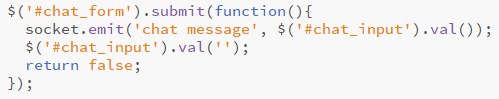 $('#chat_form').submit(function(){
  socket.emit('chat message', $('#chat_input').val());
  $('#chat_input').val('');
  return false;
});